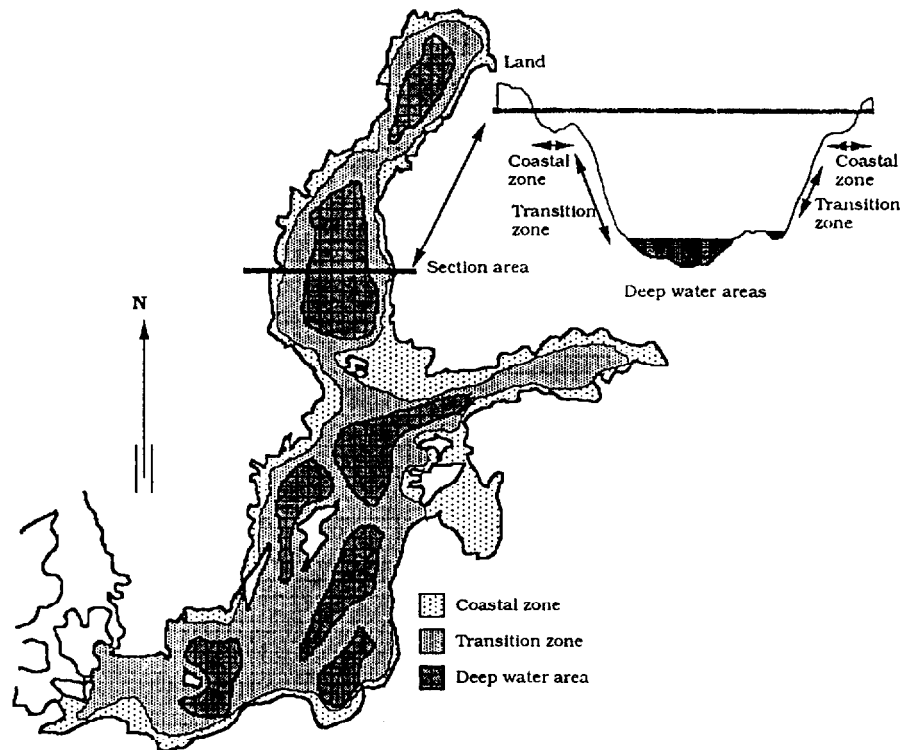 Land
Coastal
zone
Coastal
zone
Transition
zone
Transition
zone
Section area
Deep water areas
N
Coastal zone
Transition zone
Deep water area